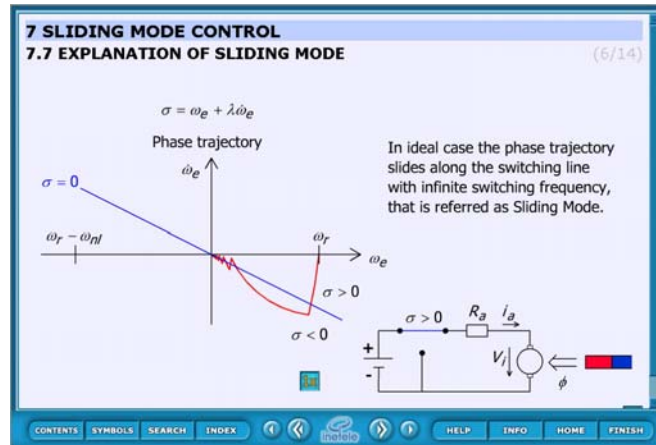 7 SLIDING MODE CONTROL
7.7 EXPLANATION OF SLIDING MODE
(6/14)
σ = ωe + λω̇e
Phase trajectory
ω̇e
σ = 0
ωr − ωnl
ωr
ωe
σ > 0
σ < 0
In ideal case the phase trajectory
slides along the switching line
with infinite switching frequency,
that is referred as Sliding Mode.
σ > 0
Ra
ia
+
-
Vi
ϕ
CONTENTS SYMBOLS SEARCH INDEX inetele HELP INFO HOME FINISH